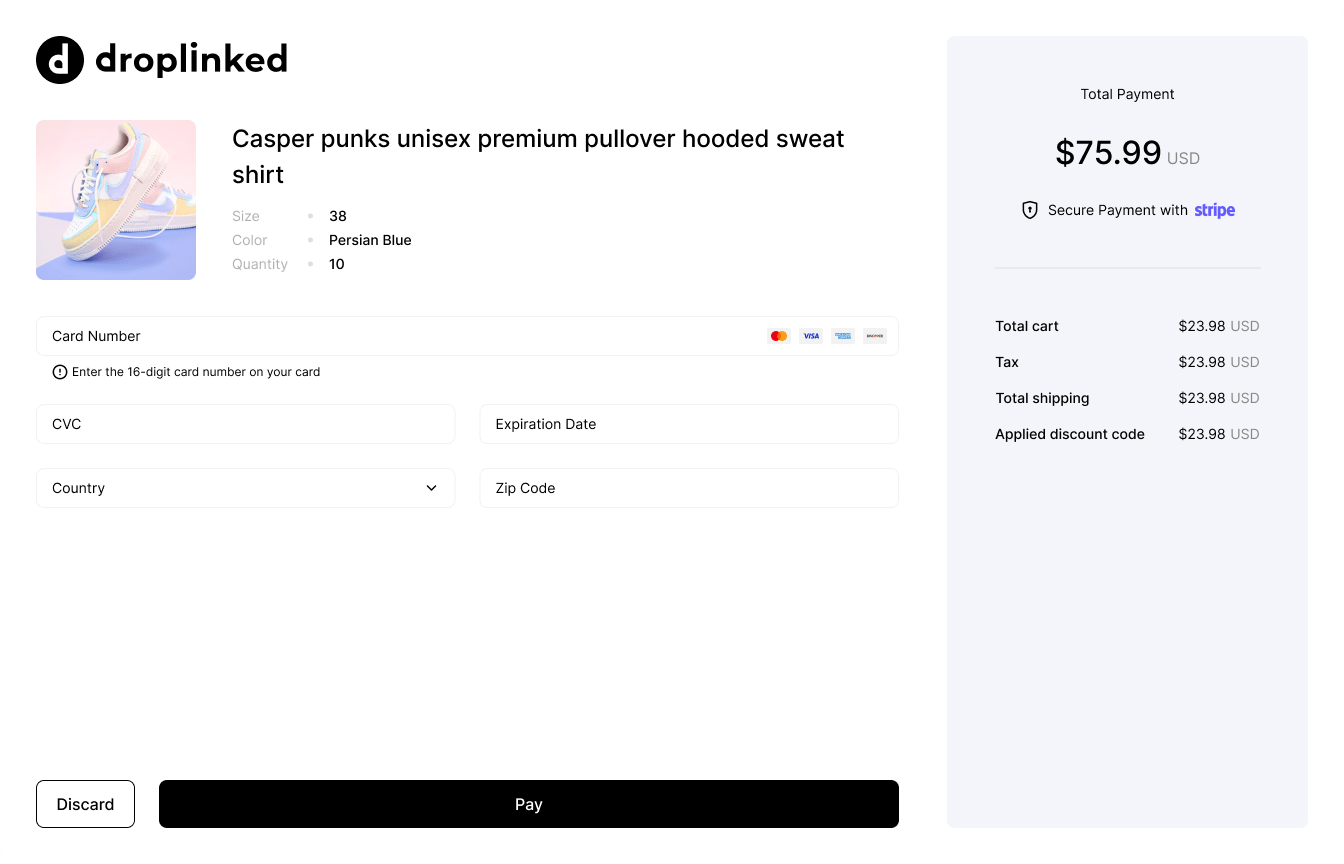 droplinked
Casper punks unisex premium pullover hooded sweat
shirt
Size 38
Color Persian Blue
Quantity 10
Card Number VISA
Enter the 16-digit card number on your card
CVC
Expiration Date
Country
Zip Code
Discard
Pay
Total Payment
$75.99 USD
Secure Payment with stripe
Total cart $23.98 USD
Tax $23.98 USD
Total shipping $23.98 USD
Applied discount code $23.98 USD